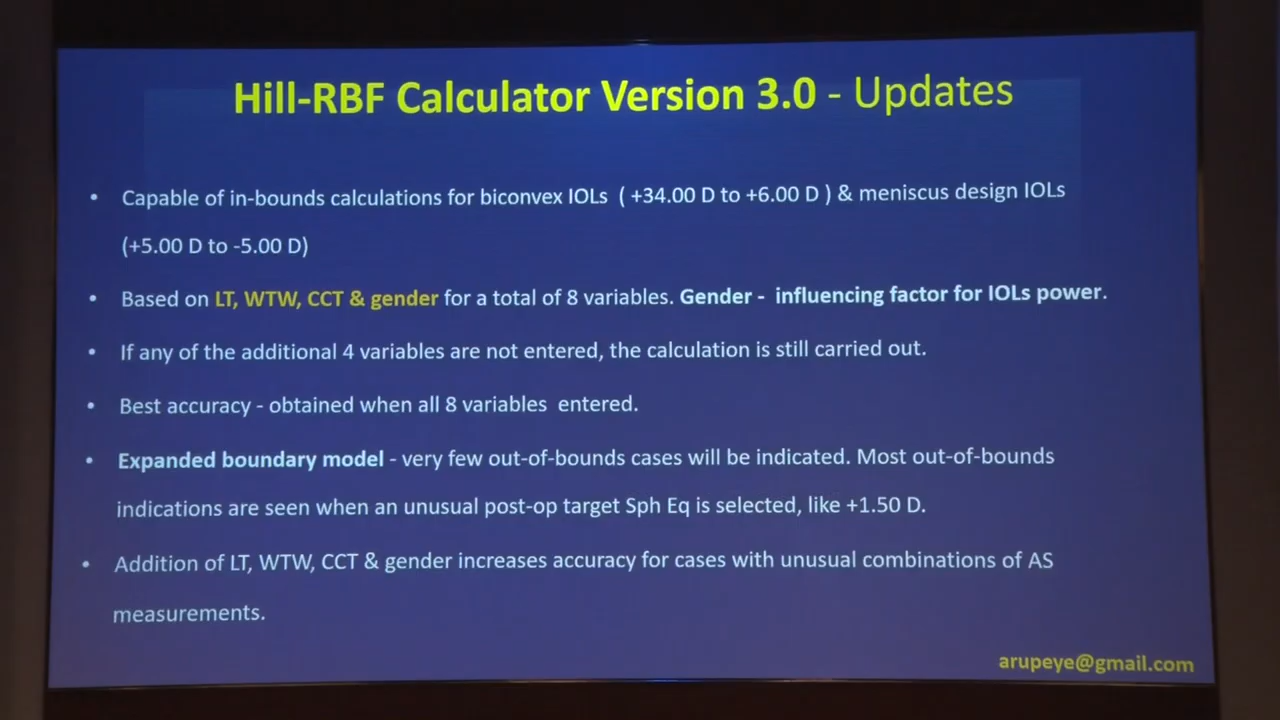 Hill-RBF Calculator Version 3.0 - Updates
• Capable of in-bounds calculations for biconvex IOLs ( +34.00 D to +6.00 D ) & meniscus design IOLs
(+5.00 D to -5.00 D)
• Based on LT, WTW, CCT & gender for a total of 8 variables. Gender - influencing factor for IOLs power.
• If any of the additional 4 variables are not entered, the calculation is still carried out.
• Best accuracy - obtained when all 8 variables entered.
• Expanded boundary model - very few out-of-bounds cases will be indicated. Most out-of-bounds
indications are seen when an unusual post-op target Sph Eq is selected, like +1.50 D.
• Addition of LT, WTW, CCT & gender increases accuracy for cases with unusual combinations of AS
measurements.
arupeye@gmail.com